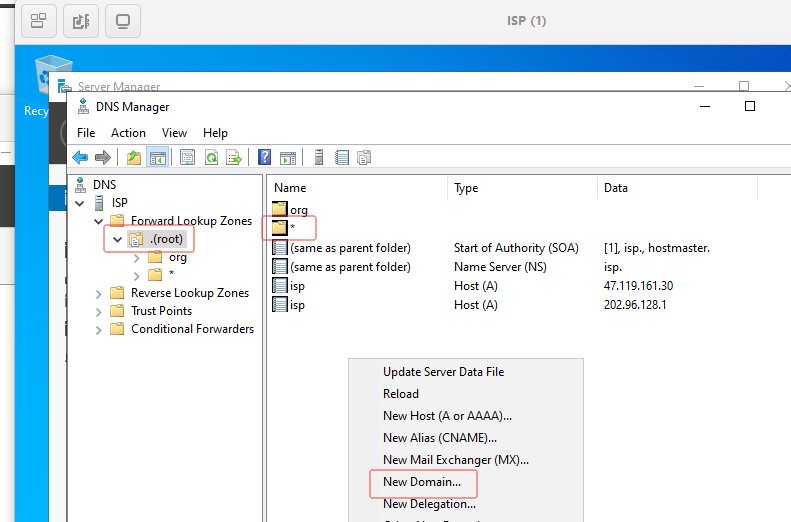 ISP (1)
Server Manager
Recy
DNS Manager
File Action View Help
DNS
ISP
Forward Lookup Zones
.(root)
org
*
Reverse Lookup Zones
Trust Points
Conditional Forwarders
Name Type Data
org
*
(same as parent folder) Start of Authority (SOA) [1], isp., hostmaster.
(same as parent folder) Name Server (NS) isp.
isp Host (A) 47.119.161.30
isp Host (A) 202.96.128.1
Update Server Data File
Reload
New Host (A or AAAA)...
New Alias (CNAME)...
New Mail Exchanger (MX)...
New Domain...
New Delegation...